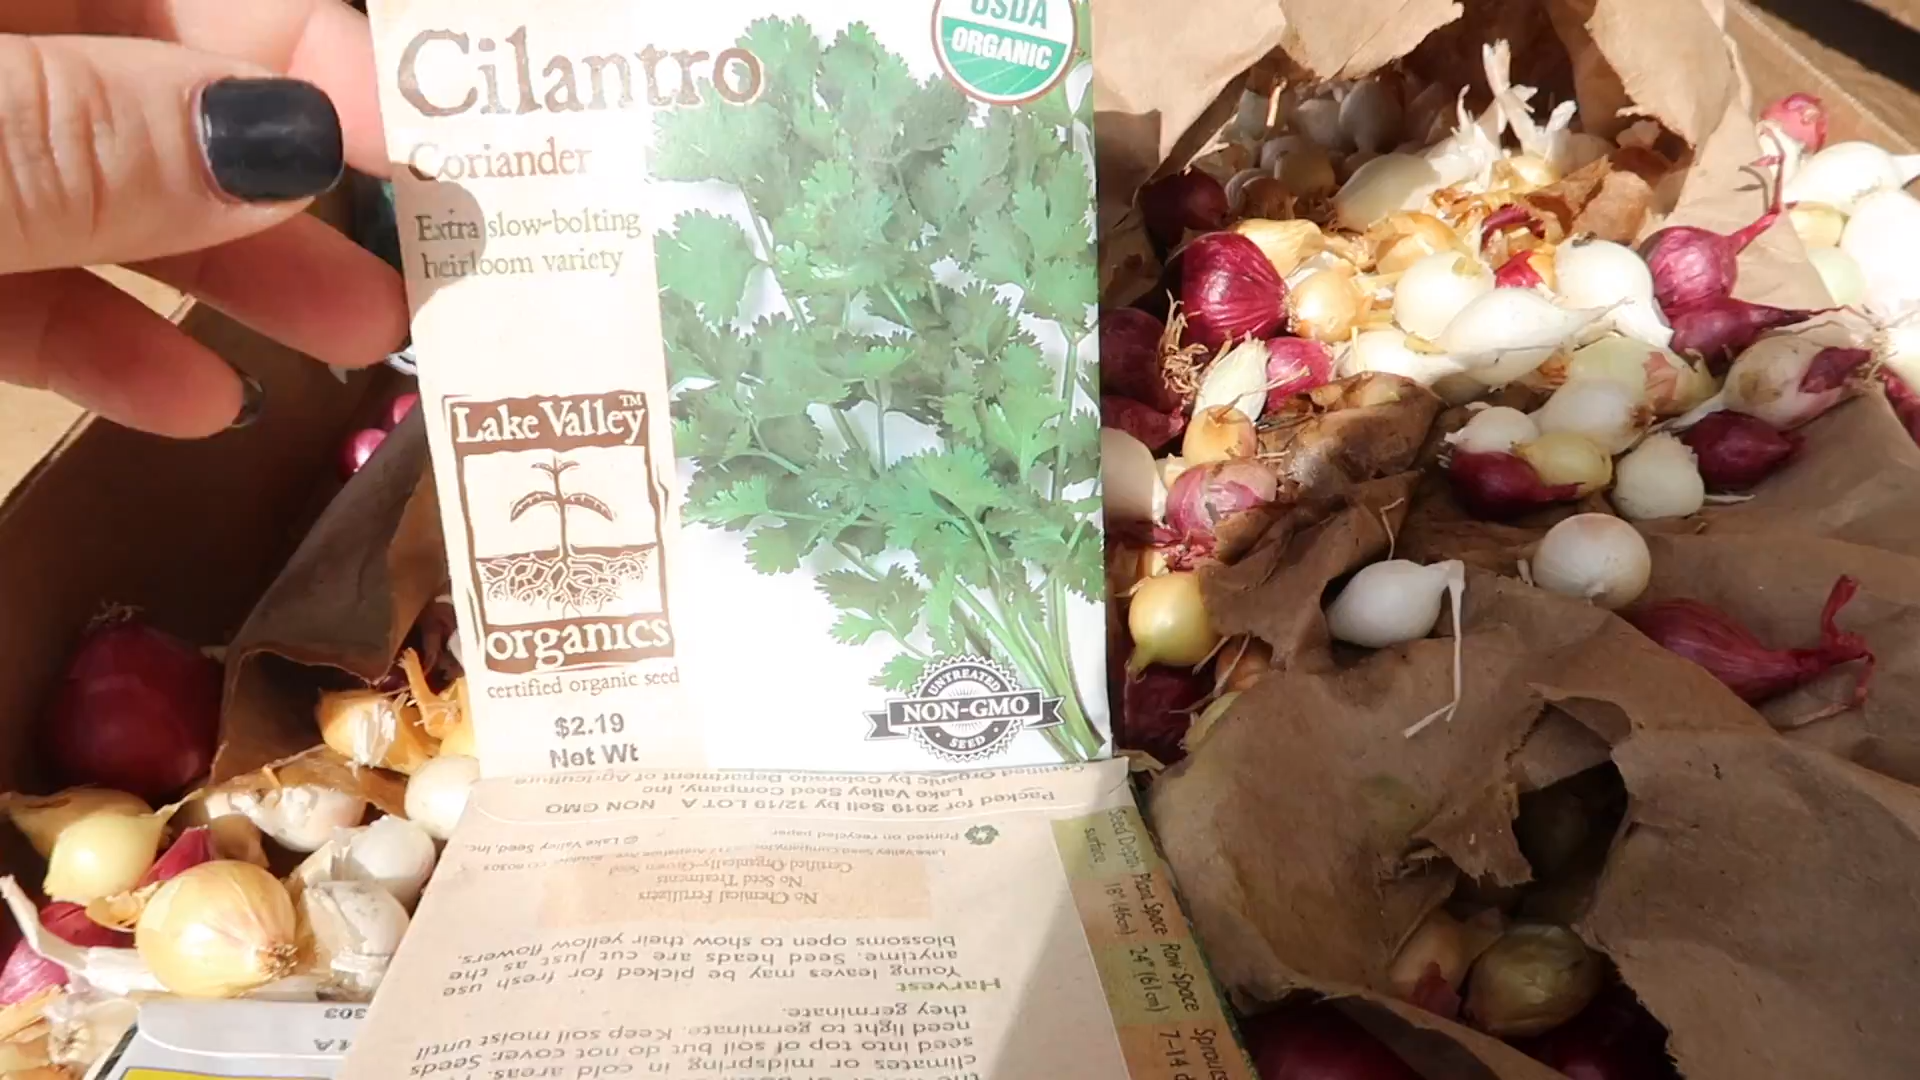 Cilantro
USDA
ORGANIC
Coriander
Extra slow-bolting
heirloom variety
Lake Valley™
organics
certified organic seed
$2.19
Net Wt
UNTREATED
NON-GMO
SEED
Certified Organic by Colorado Department of Agriculture
Lake Valley Seed Company, Inc
Packed for 2019 Sell by 12/19 LOT A NON GMO
Printed on recycled paper
© Lake Valley Seed, Inc.
Certified Organically-Grown Seed
No Seed Treatments
No Chemical Fertilizers
blossoms open to show their yellow flowers.
anytime. Seed heads are cut just as the
Young leaves may be picked for fresh use
Harvest
they germinate.
need light to germinate. Keep soil moist until
seed into top of soil but do not cover. Seeds
climates or midspring in cold areas.
Seed Depth
surface
Plant Space
18" (46cm)
Row Space
24" (61cm)
Sprouts
7-14 d
303